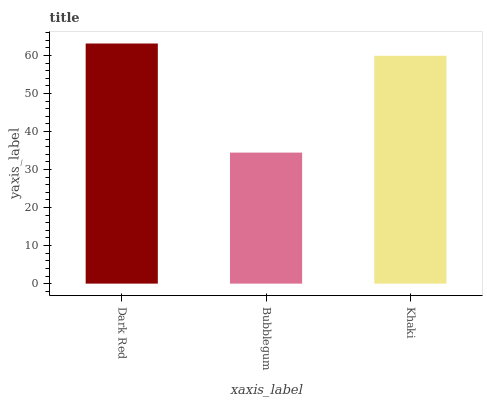 title
60
50
40
30
20
10
0
yaxis_label
Dark Red
Bubblegum
Khaki
xaxis_label